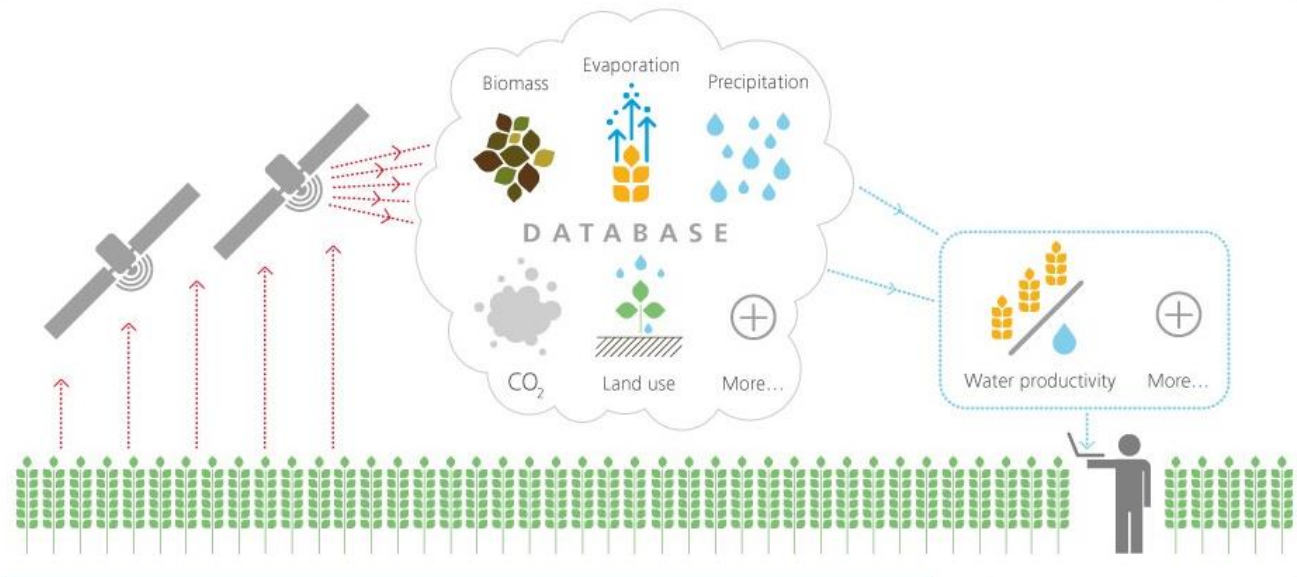 Biomass
Evaporation
Precipitation
DATABASE
CO₂
Land use
More...
Water productivity
More...